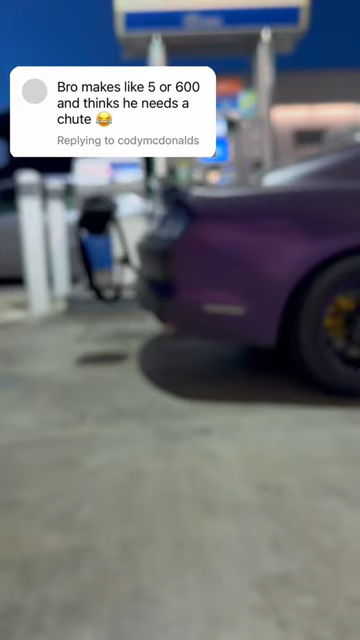 Bro makes like 5 or 600
and thinks he needs a
chute 😂
Replying to codymcdonalds